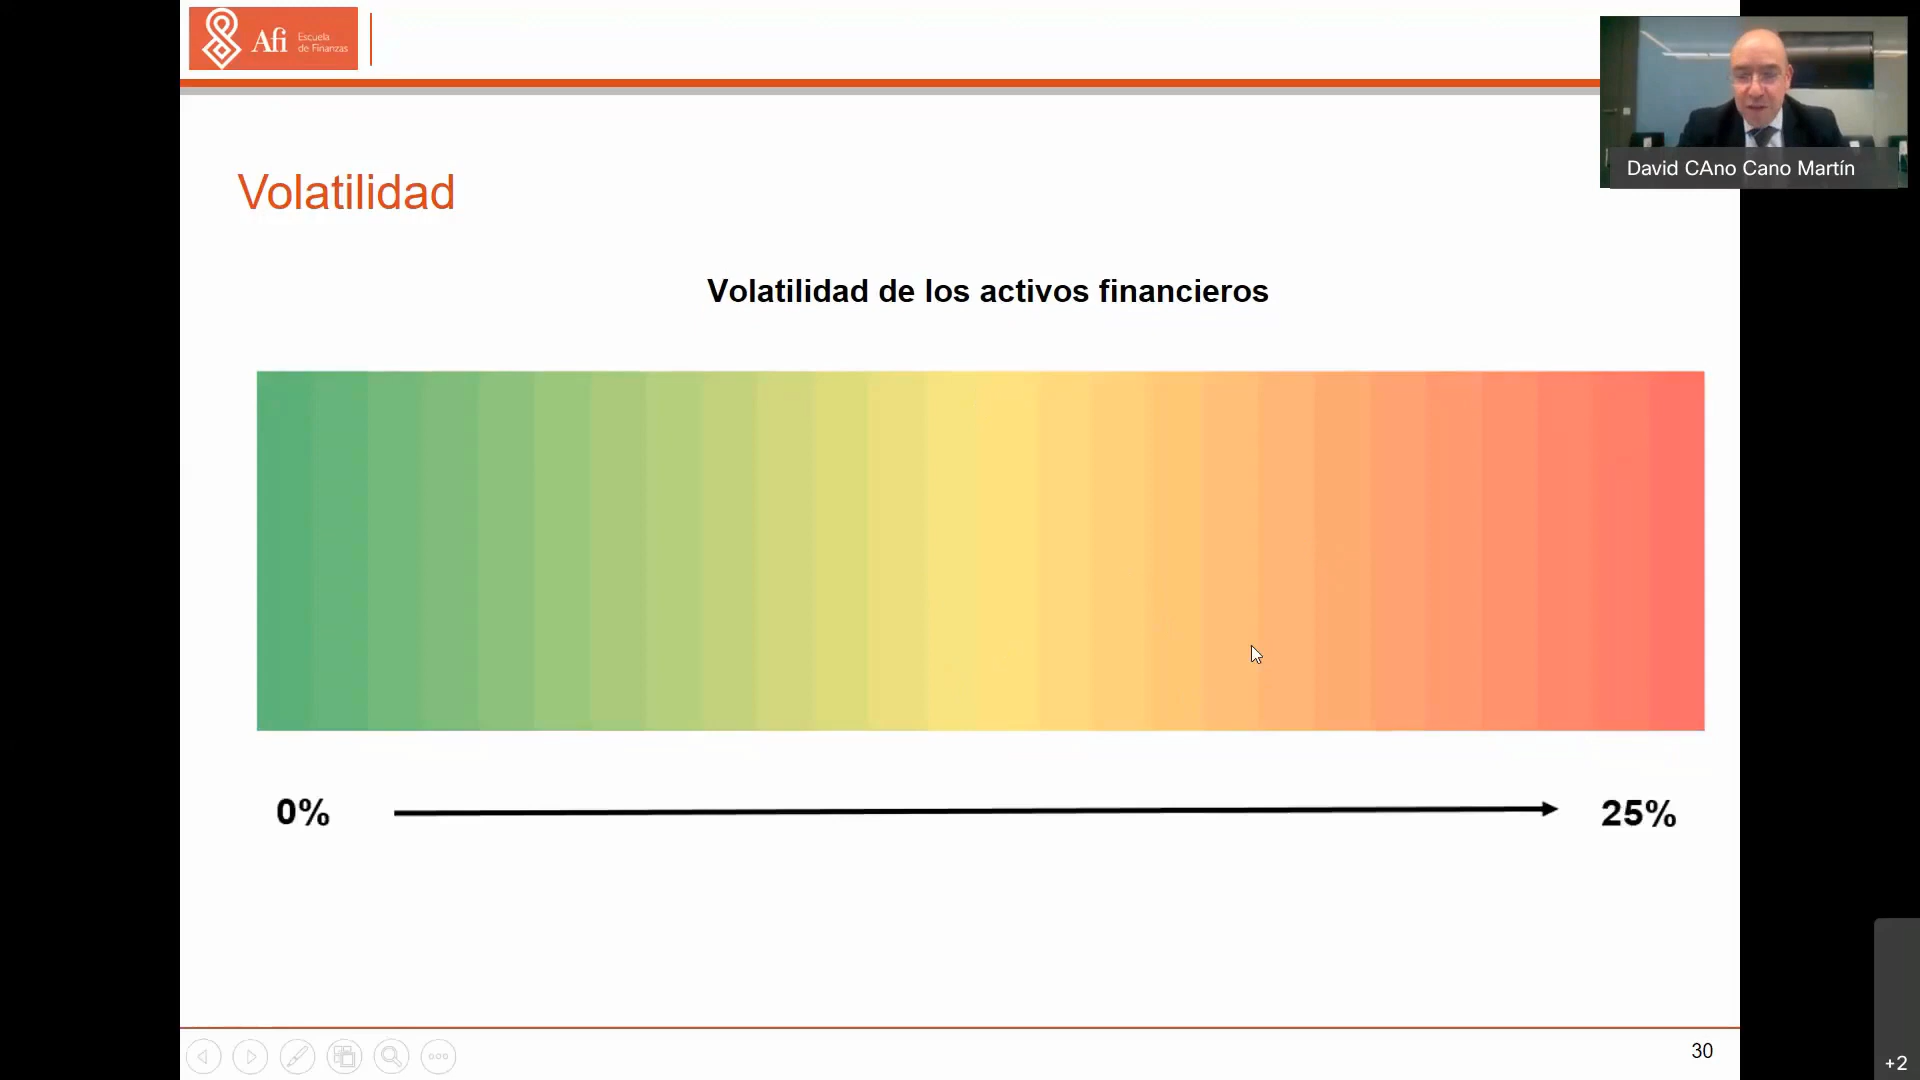 Afi Escuela
de Finanzas
David CAno Cano Martín
Volatilidad
Volatilidad de los activos financieros
0%
25%
30
+2